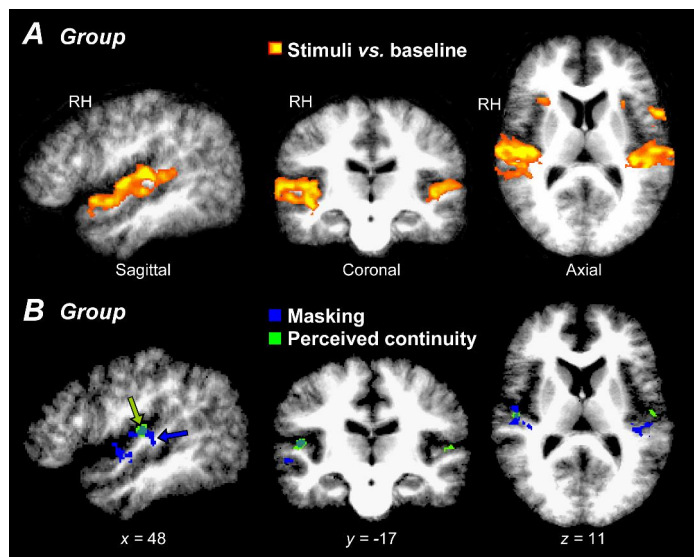 A Group
Stimuli vs. baseline
RH
RH
RH
Sagittal
Coronal
Axial
B Group
Masking
Perceived continuity
x = 48
y = -17
z = 11